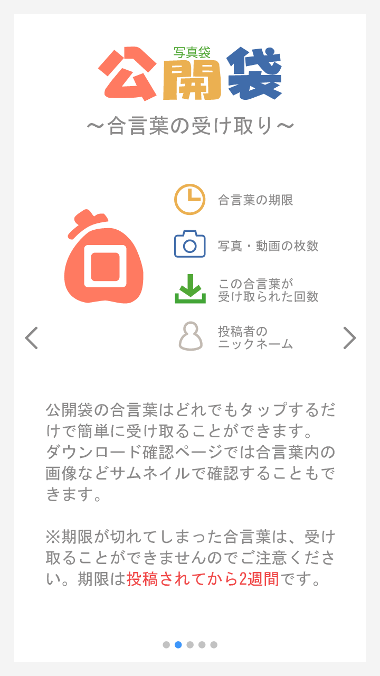 写真袋
公開袋
～合言葉の受け取り～
合言葉の期限
写真・動画の枚数
この合言葉が
受け取られた回数
投稿者の
ニックネーム
公開袋の合言葉はどれでもタップするだ
けで簡単に受け取ることができます。
ダウンロード確認ページでは合言葉内の
画像などサムネイルで確認することもで
きます。
※期限が切れてしまった合言葉は、受け
取ることができませんのでご注意くださ
い。期限は投稿されてから2週間です。